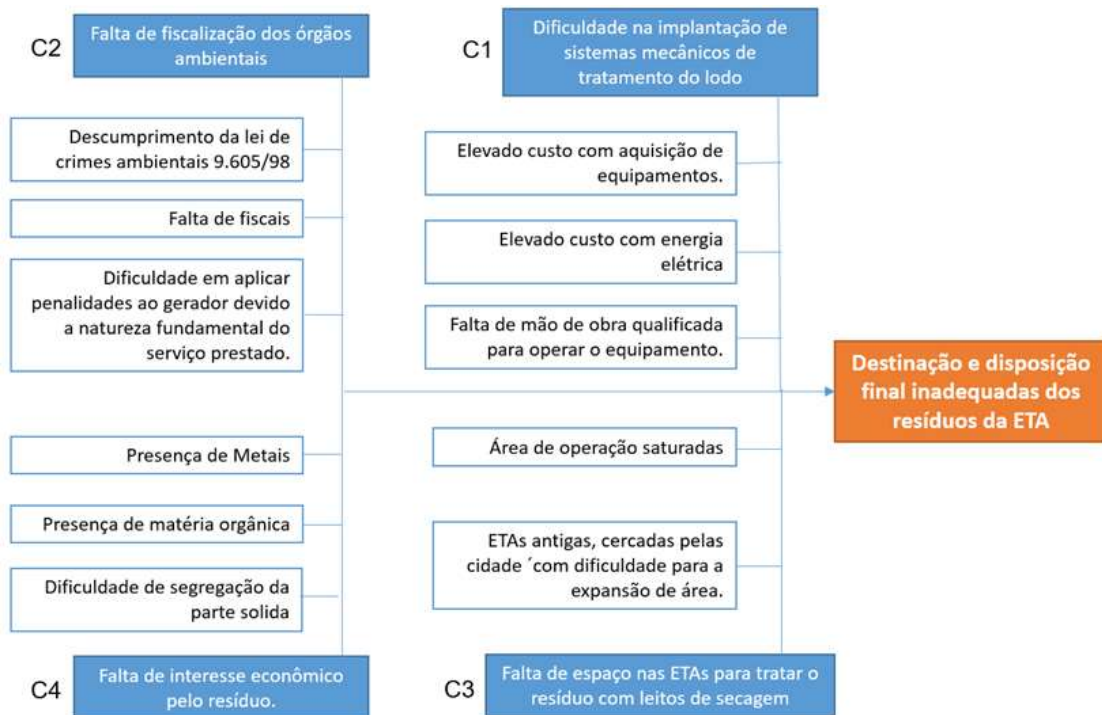 C2
Falta de fiscalização dos órgãos
ambientais
Descumprimento da lei de
crimes ambientais 9.605/98
Falta de fiscais
Dificuldade em aplicar
penalidades ao gerador devido
a natureza fundamental do
serviço prestado.
C1
Dificuldade na implantação de
sistemas mecânicos de
tratamento do lodo
Elevado custo com aquisição de
equipamentos.
Elevado custo com energia
elétrica
Falta de mão de obra qualificada
para operar o equipamento.
Destinação e disposição
final inadequadas dos
resíduos da ETA
Presença de Metais
Presença de matéria orgânica
Dificuldade de segregação da
parte solida
C4
Falta de interesse econômico
pelo resíduo.
Área de operação saturadas
ETAs antigas, cercadas pelas
cidade ´com dificuldade para a
expansão de área.
C3
Falta de espaço nas ETAs para tratar o
resíduo com leitos de secagem